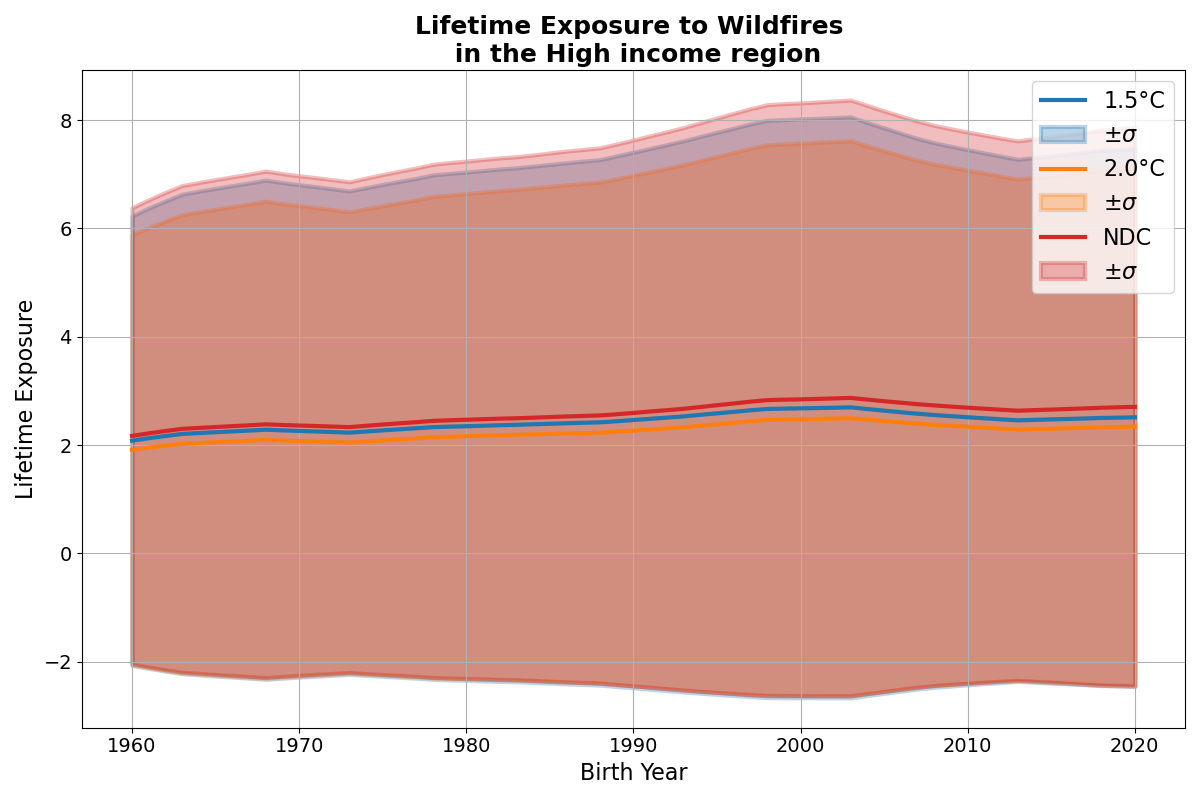 Lifetime Exposure to Wildfires
in the High income region
Lifetime Exposure
8
6
4
2
0
−2
1960
1970
1980
1990
2000
2010
2020
Birth Year
1.5°C
±σ
2.0°C
±σ
NDC
±σ